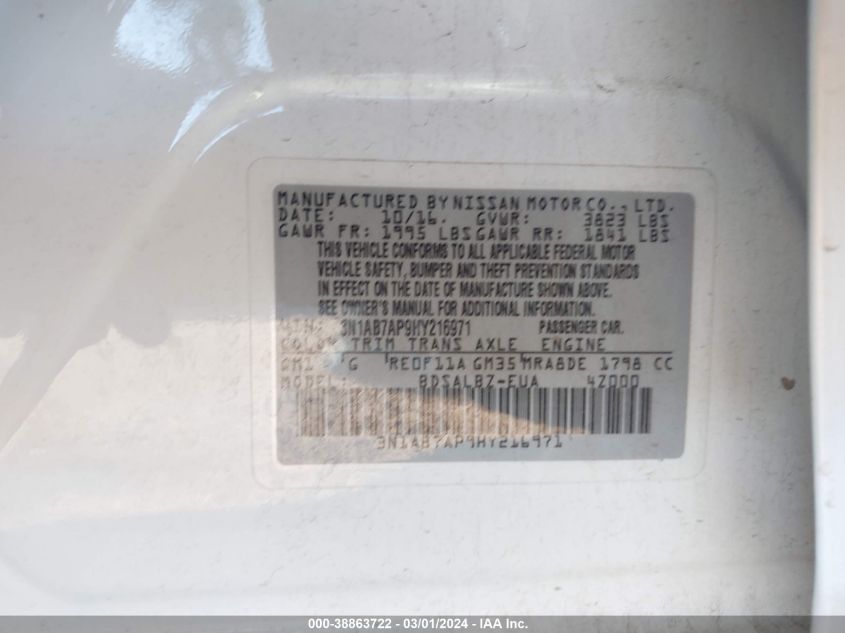 MANUFACTURED BY NISSAN MOTOR CO., LTD.
DATE: 10/16. GVWR: 3823 LBS
GAWR FR: 1995 LBS GAWR RR: 1841 LBS
THIS VEHICLE CONFORMS TO ALL APPLICABLE FEDERAL MOTOR
VEHICLE SAFETY, BUMPER AND THEFT PREVENTION STANDARDS
IN EFFECT ON THE DATE OF MANUFACTURE SHOWN ABOVE.
SEE OWNER'S MANUAL FOR ADDITIONAL INFORMATION.
VIN: 3N1AB7AP9HY216971 PASSENGER CAR.
COLOR TRIM TRANS AXLE ENGINE
G RE0F11A GM35 MRA8DE 1798 CC
MODEL: BDSALBZ-EUA 4Z000
3N1AB7AP9HY216971
000-38863722 - 03/01/2024 - IAA Inc.